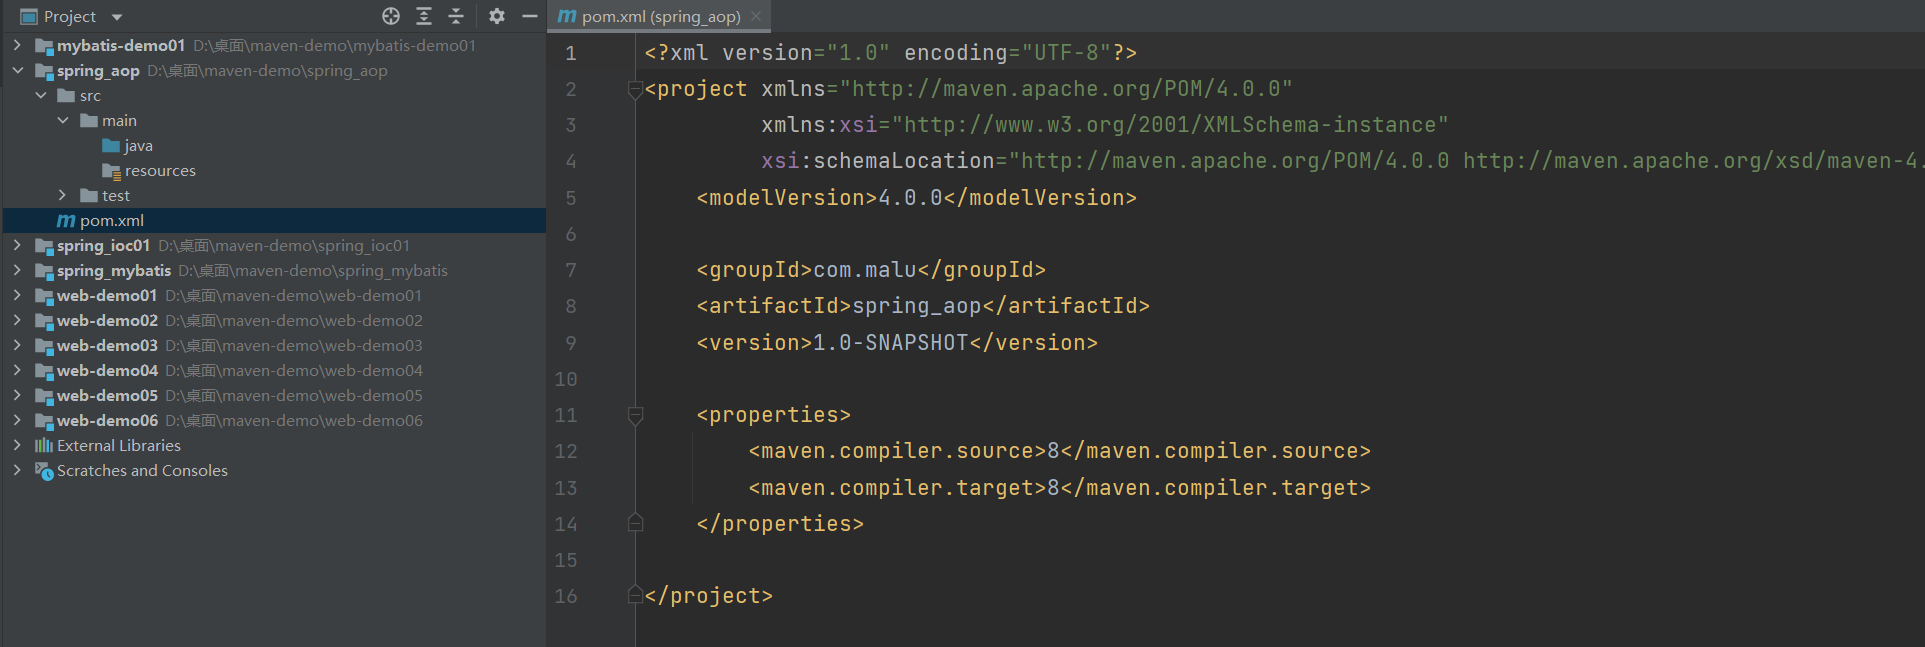 Project
mybatis-demo01 D:\桌面\maven-demo\mybatis-demo01
spring_aop D:\桌面\maven-demo\spring_aop
src
main
java
resources
test
pom.xml
spring_ioc01 D:\桌面\maven-demo\spring_ioc01
spring_mybatis D:\桌面\maven-demo\spring_mybatis
web-demo01 D:\桌面\maven-demo\web-demo01
web-demo02 D:\桌面\maven-demo\web-demo02
web-demo03 D:\桌面\maven-demo\web-demo03
web-demo04 D:\桌面\maven-demo\web-demo04
web-demo05 D:\桌面\maven-demo\web-demo05
web-demo06 D:\桌面\maven-demo\web-demo06
External Libraries
Scratches and Consoles
pom.xml (spring_aop)
1 <?xml version="1.0" encoding="UTF-8"?>
2 <project xmlns="http://maven.apache.org/POM/4.0.0"
3 xmlns:xsi="http://www.w3.org/2001/XMLSchema-instance"
4 xsi:schemaLocation="http://maven.apache.org/POM/4.0.0 http://maven.apache.org/xsd/maven-4.
5 <modelVersion>4.0.0</modelVersion>
6
7 <groupId>com.malu</groupId>
8 <artifactId>spring_aop</artifactId>
9 <version>1.0-SNAPSHOT</version>
10
11 <properties>
12 <maven.compiler.source>8</maven.compiler.source>
13 <maven.compiler.target>8</maven.compiler.target>
14 </properties>
15
16 </project>